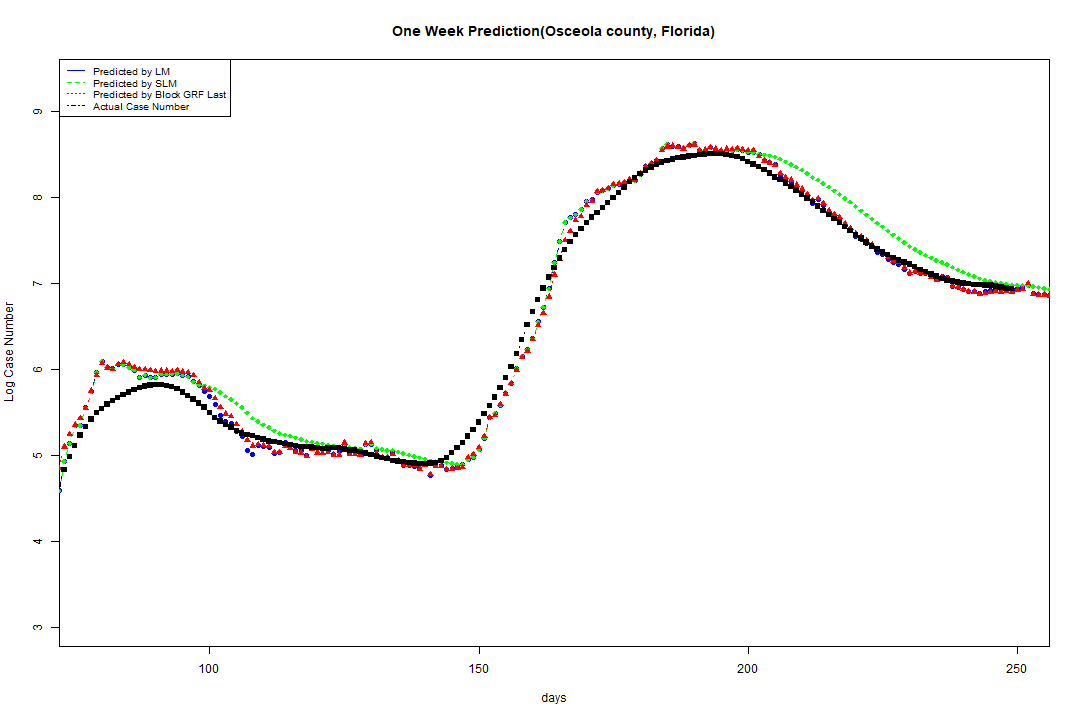 One Week Prediction(Osceola county, Florida)
Predicted by LM
Predicted by SLM
Predicted by Block GRF Last
Actual Case Number
9
8
7
6
5
4
3
Log Case Number
100
150
200
250
days